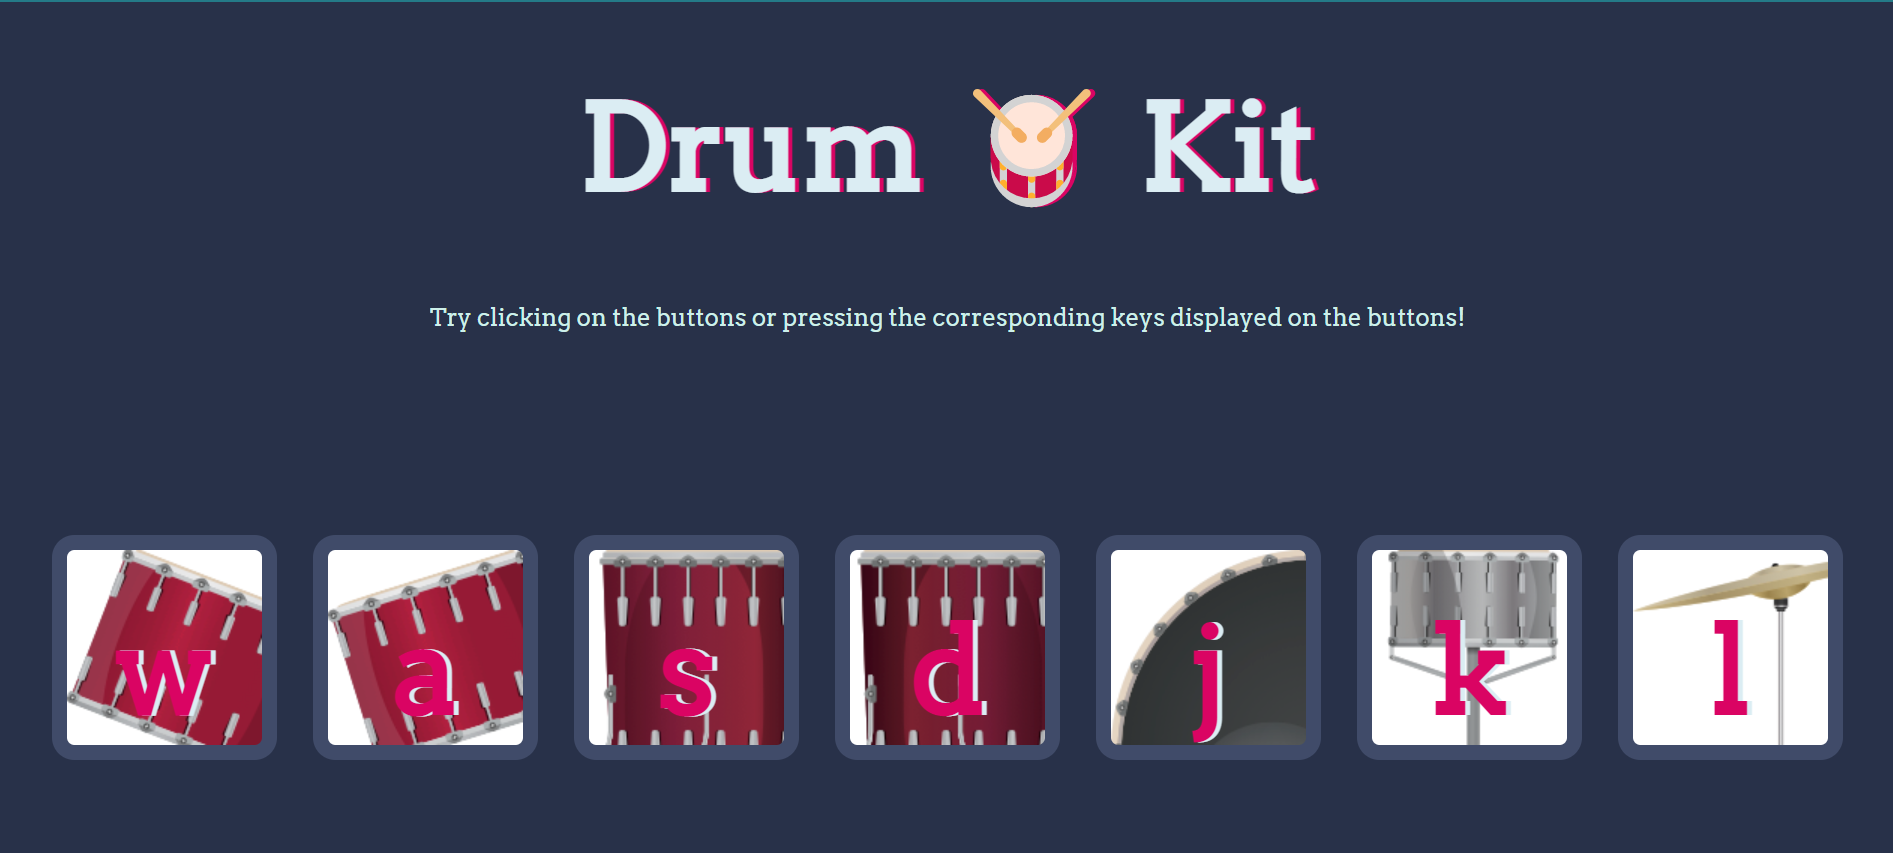 Drum Kit
Try clicking on the buttons or pressing the corresponding keys displayed on the buttons!
w a s d j k l